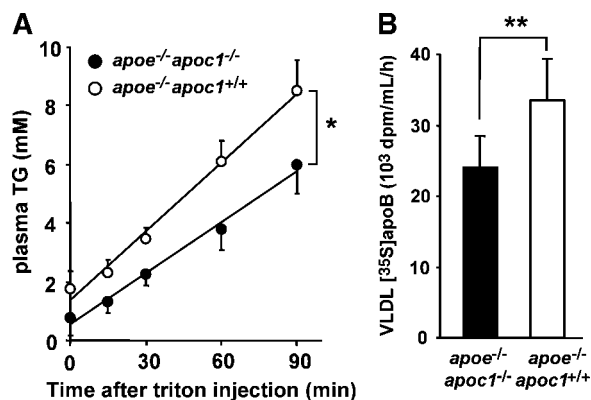 A
apoe-/-apoc1-/-
apoe-/-apoc1+/+
*
plasma TG (mM)
10
8
6
4
2
0
0 15 30 60 90
Time after triton injection (min)
B
**
VLDL [35S]apoB (10³ dpm/mL/h)
40
30
20
10
0
apoe-/- apoe-/-
apoc1-/- apoc1+/+